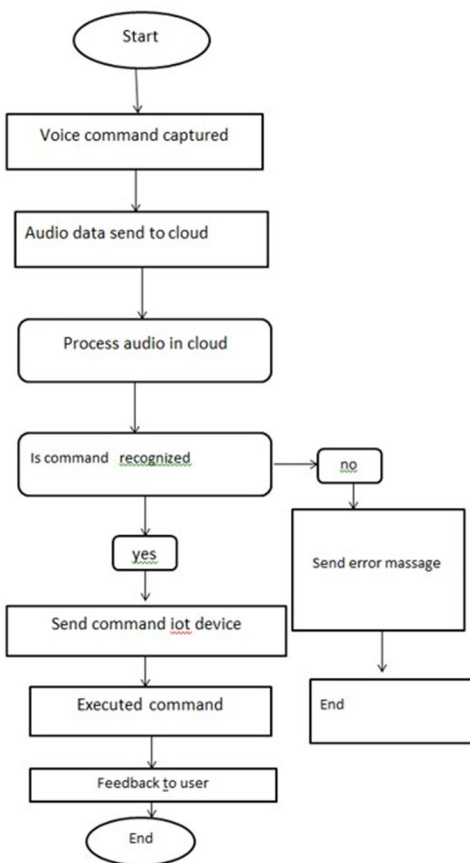 Start
Voice command captured
Audio data send to cloud
Process audio in cloud
Is command recognized
no
yes
Send error massage
Send command iot device
Executed command
End
Feedback to user
End